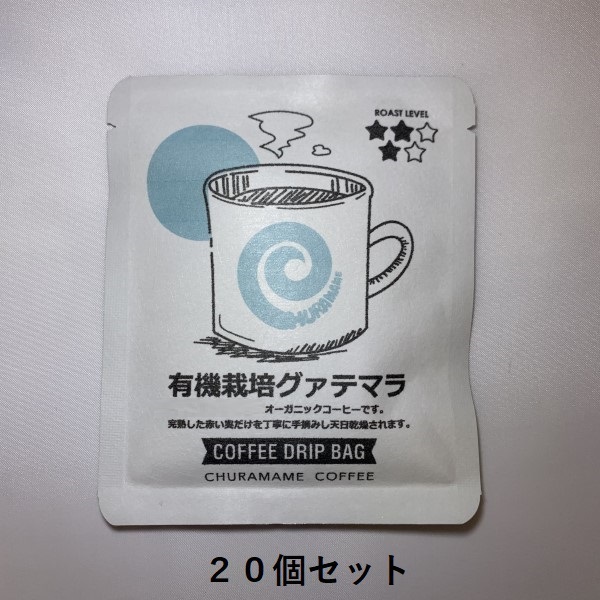 ROAST LEVEL
CHURAMAME
有機栽培グァテマラ
オーガニックコーヒーです。
完熟した赤い実だけを丁寧に手摘みし天日乾燥されます。
COFFEE DRIP BAG
CHURAMAME COFFEE
２０個セット